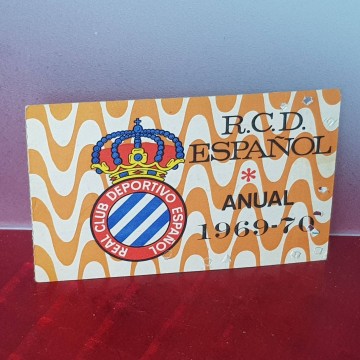 REAL CLUB DEPORTIVO ESPAÑOL
R.C.D.
ESPAÑOL
*
ANUAL
1969-70